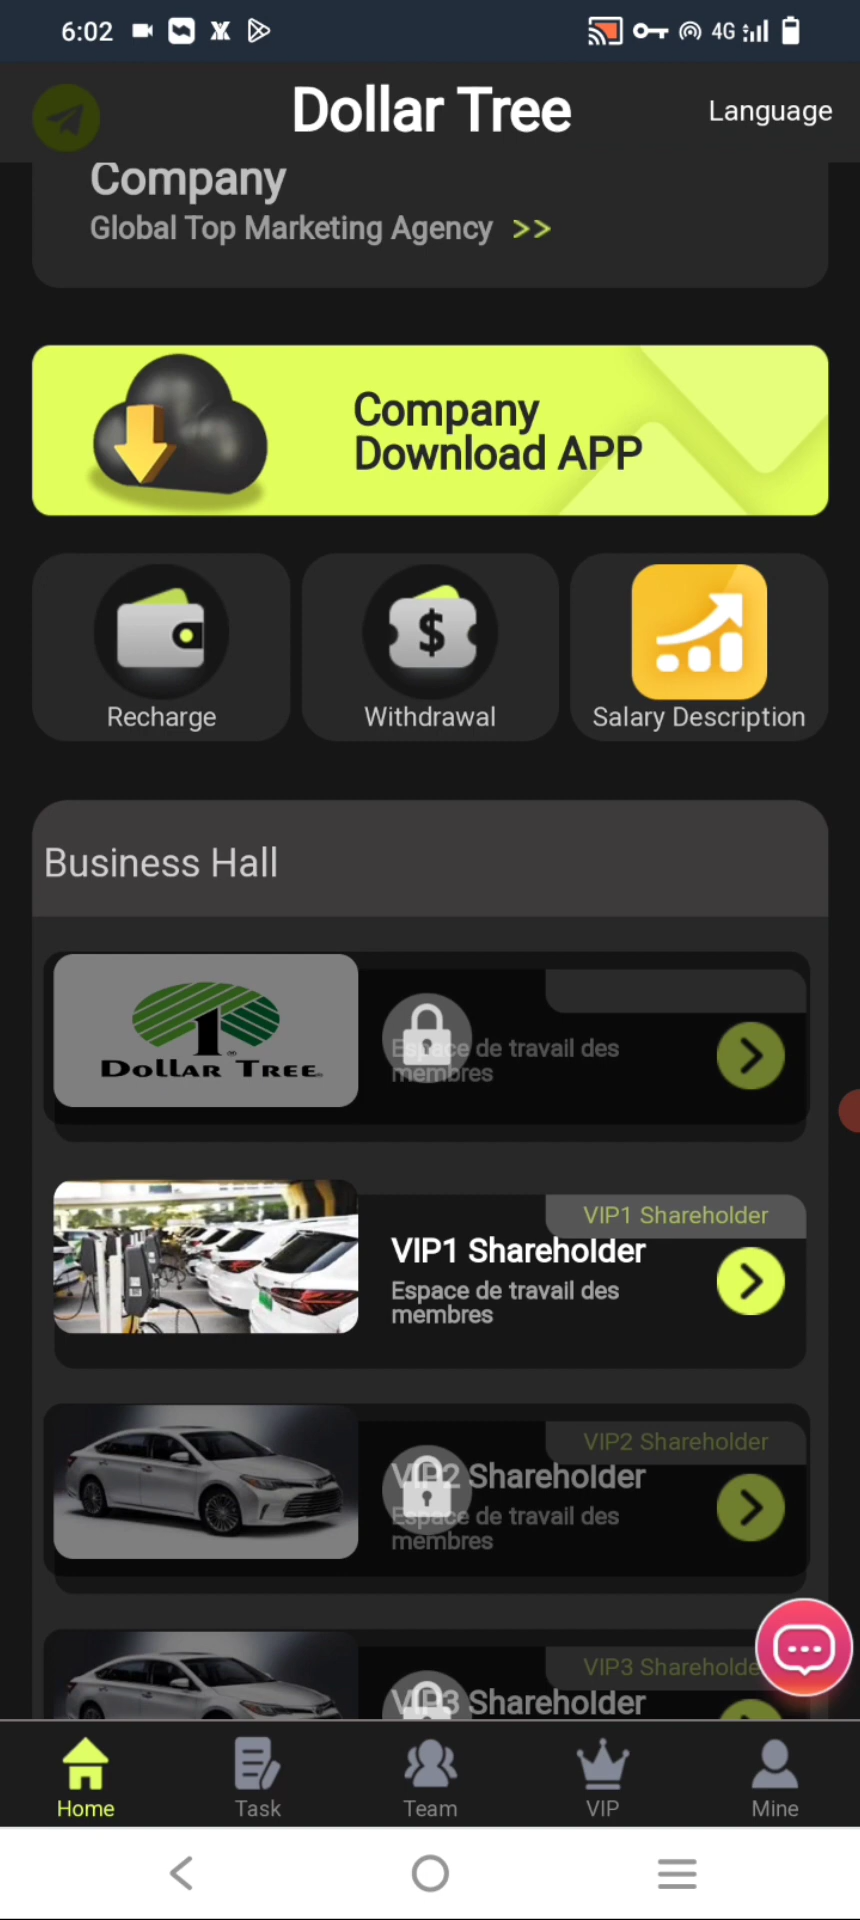 6:02
4G
Dollar Tree
Language
Company
Global Top Marketing Agency >>
Company
Download APP
$
Recharge
Withdrawal
Salary Description
Business Hall
1
DOLLAR TREE
Espace de travail des
membres
VIP1 Shareholder
VIP1 Shareholder
Espace de travail des
membres
VIP2 Shareholder
VIP2 Shareholder
Espace de travail des
membres
VIP3 Shareholde
VIP3 Shareholder
Home
Task
Team
VIP
Mine